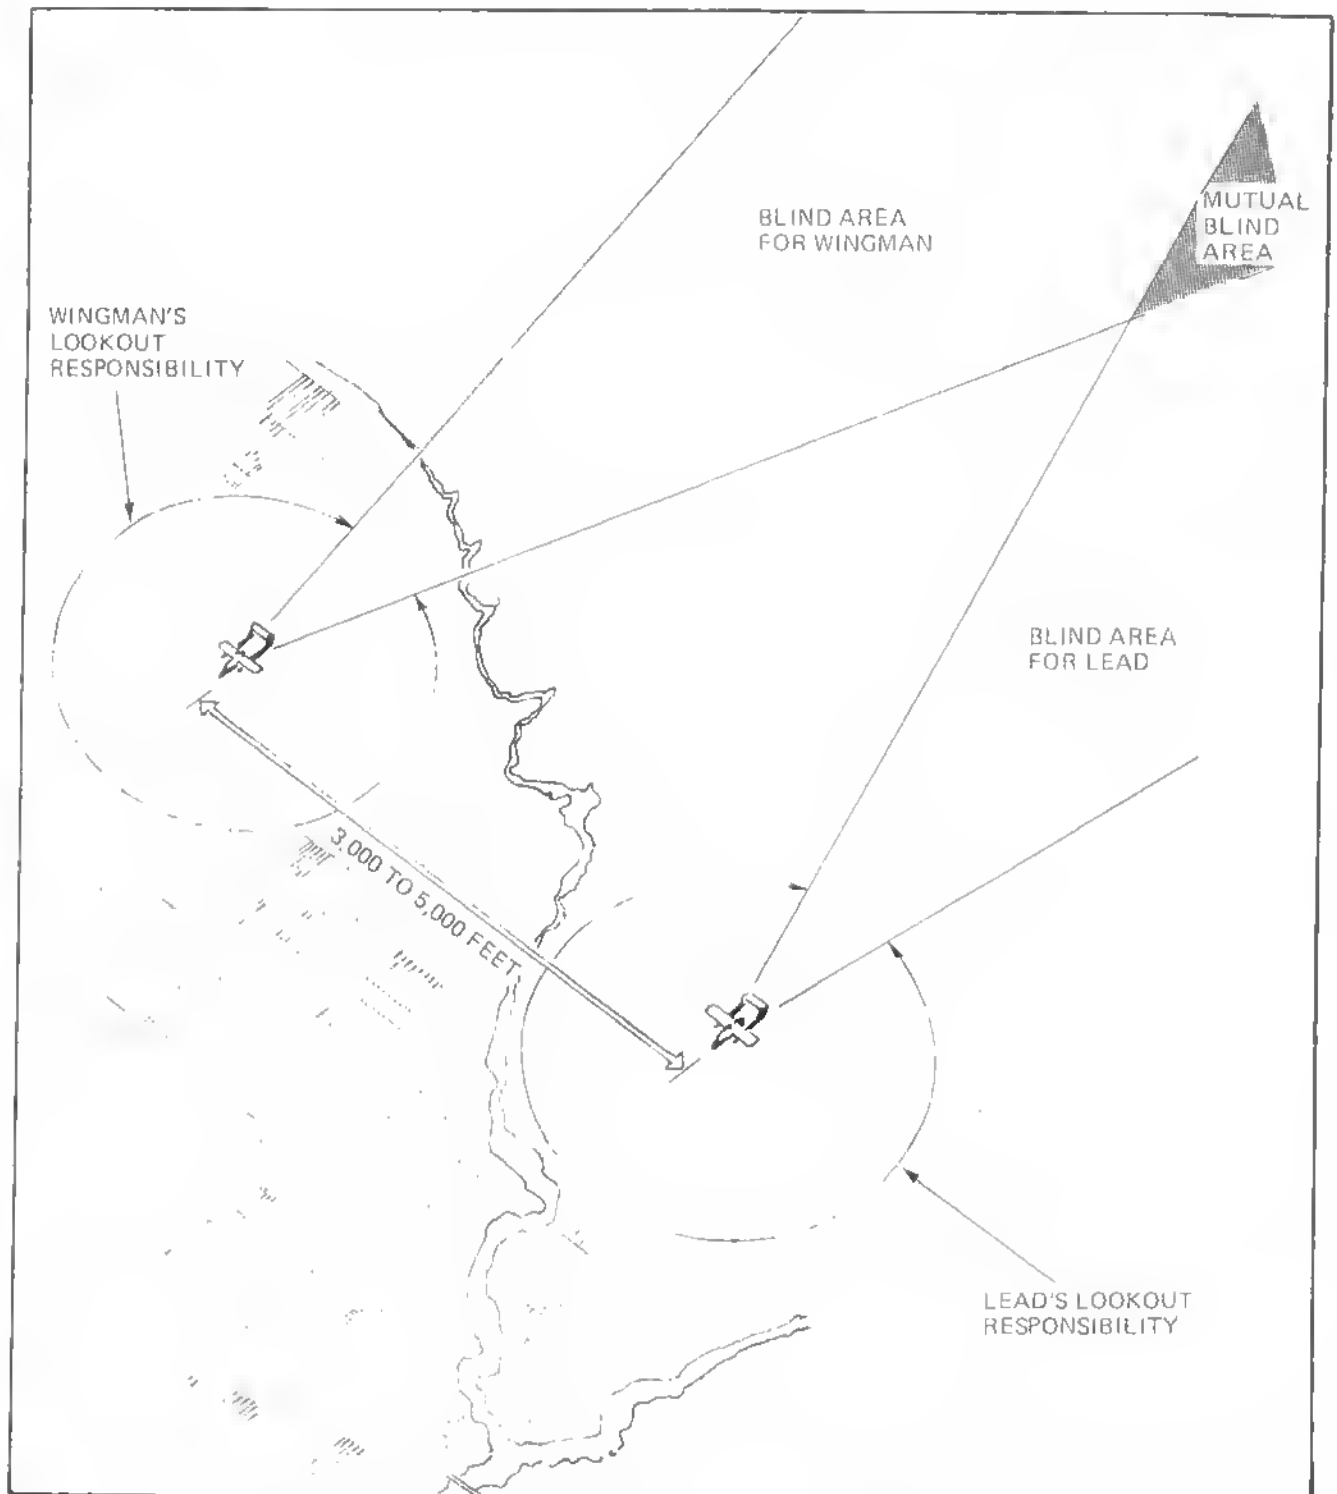 BLIND AREA
FOR WINGMAN
MUTUAL
BLIND
AREA
WINGMAN'S
LOOKOUT
RESPONSIBILITY
BLIND AREA
FOR LEAD
3,000 TO 5,000 FEET
LEAD'S LOOKOUT
RESPONSIBILITY